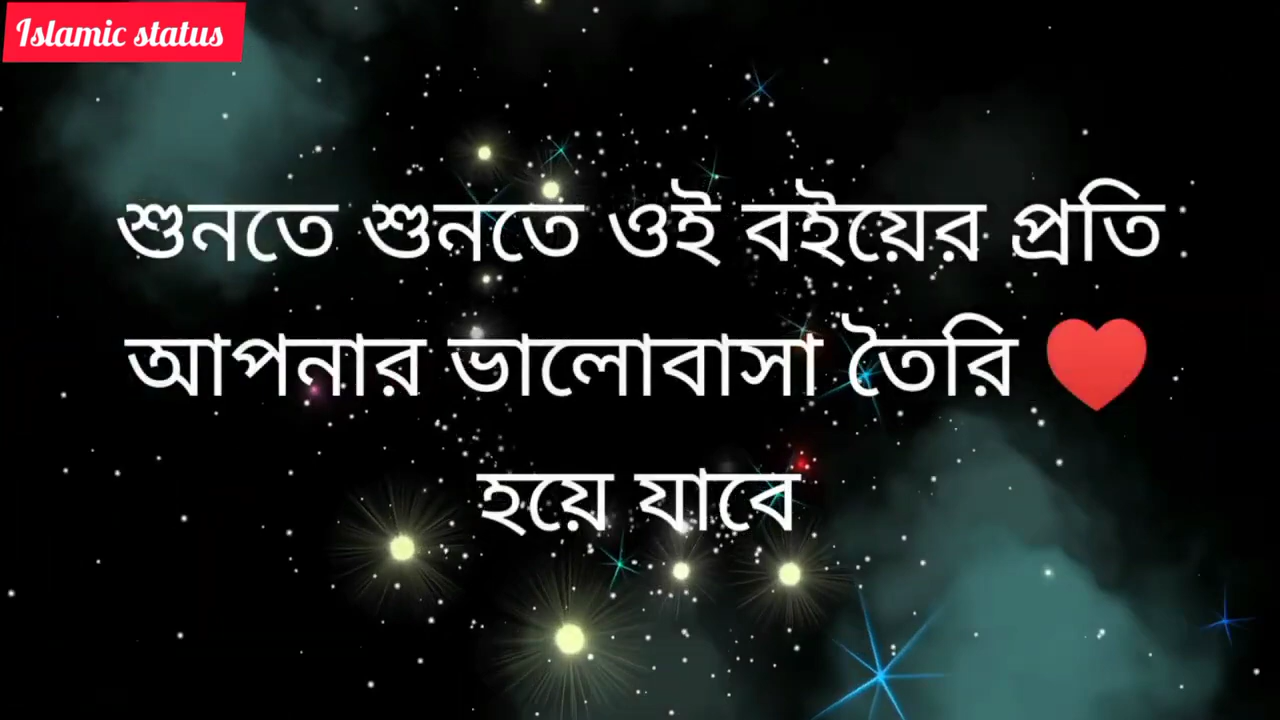 Islamic status
শুনতে শুনতে ওই বইয়ের প্রতি
আপনার ভালোবাসা তৈরি ♥️
হয়ে যাবে